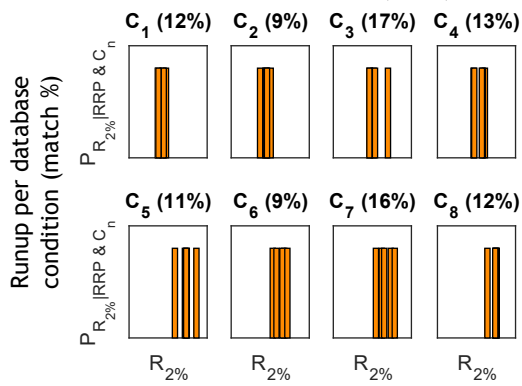 C1 (12%) C2 (9%) C3 (17%) C4 (13%)
PR2%|RRP & Cn
C5 (11%) C6 (9%) C7 (16%) C8 (12%)
PR2%|RRP & Cn
R2% R2% R2% R2%
Runup per database
condition (match %)